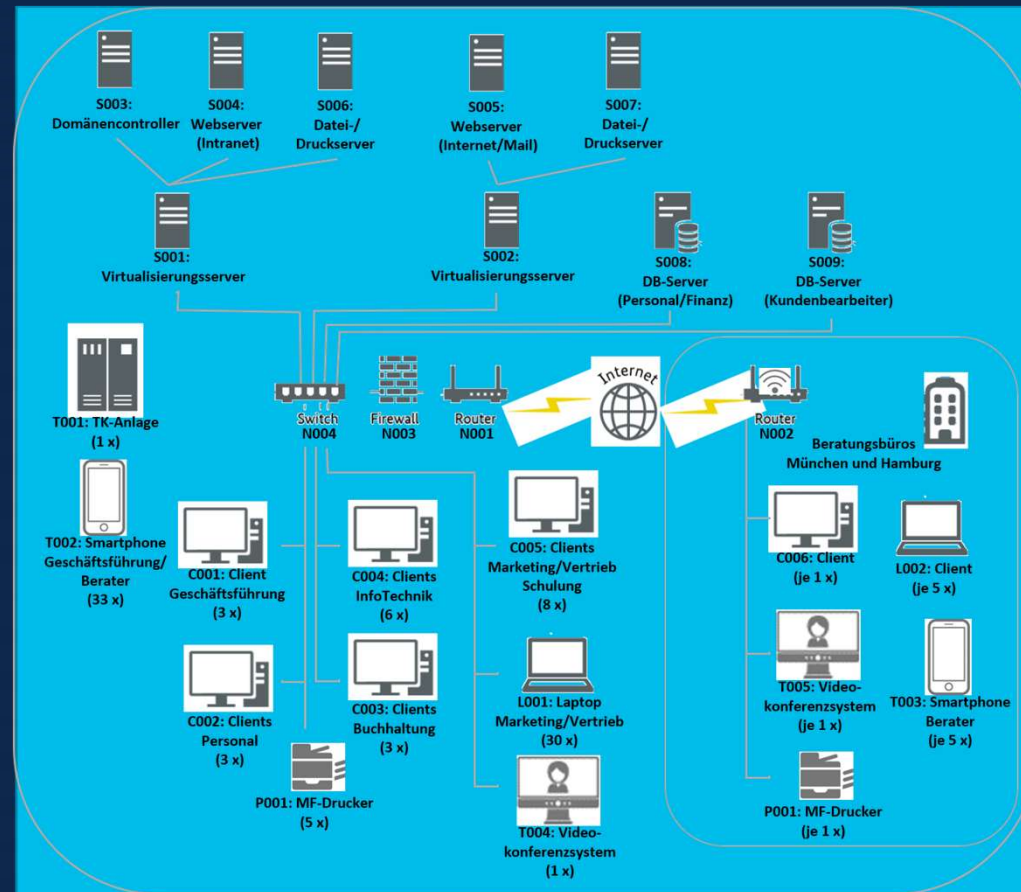 S003:
Domänencontroller
S004:
Webserver
(Intranet)
S006:
Datei-/
Druckserver
S005:
Webserver
(Internet/Mail)
S007:
Datei-/
Druckserver
S001:
Virtualisierungsserver
S002:
Virtualisierungsserver
S008:
DB-Server
(Personal/Finanz)
S009:
DB-Server
(Kundenbearbeiter)
T001: TK-Anlage
(1 x)
Switch
N004
Firewall
N003
Router
N001
Internet
Router
N002
Beratungsbüros
München und Hamburg
T002: Smartphone
Geschäftsführung/
Berater
(33 x)
C001: Client
Geschäftsführung
(3 x)
C004: Clients
InfoTechnik
(6 x)
C005: Clients
Marketing/Vertrieb
Schulung
(8 x)
C006: Client
(je 1 x)
L002: Client
(je 5 x)
C002: Clients
Personal
(3 x)
C003: Clients
Buchhaltung
(3 x)
L001: Laptop
Marketing/Vertrieb
(30 x)
T005: Video-
konferenzsystem
(je 1 x)
T003: Smartphone
Berater
(je 5 x)
P001: MF-Drucker
(5 x)
T004: Video-
konferenzsystem
(1 x)
P001: MF-Drucker
(je 1 x)